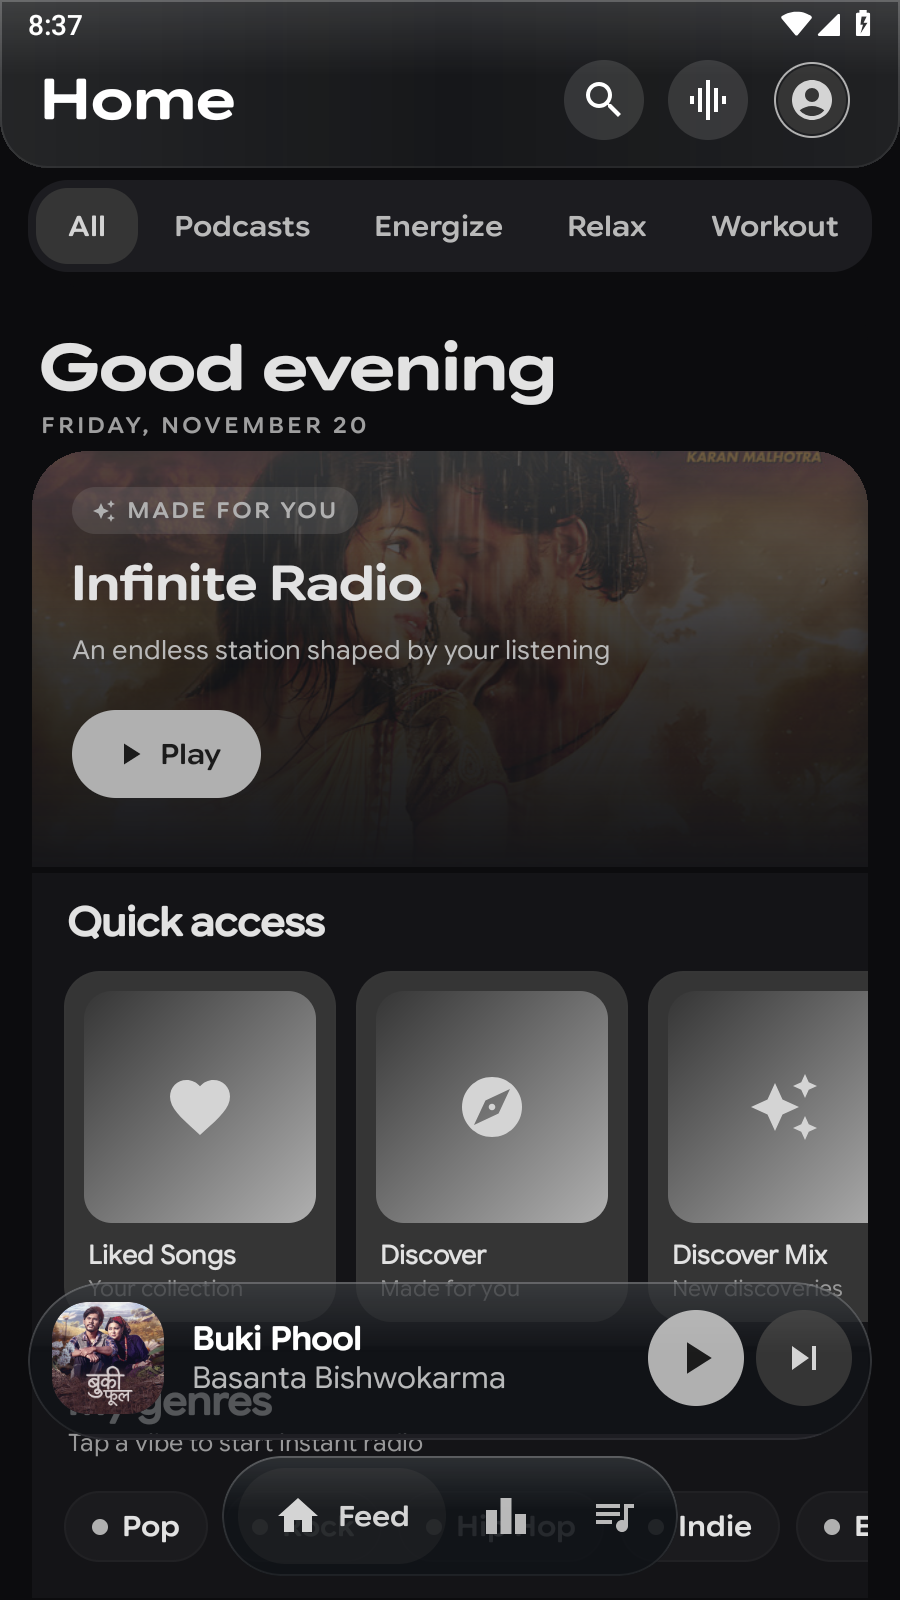 8:37
Home
All
Podcasts
Energize
Relax
Workout
Good evening
FRIDAY, NOVEMBER 20
KARAN MALHOTRA
MADE FOR YOU
Infinite Radio
An endless station shaped by your listening
Play
Quick access
Liked Songs
Your collection
Discover
Made for you
Discover Mix
New discoveries
Buki Phool
Basanta Bishwokarma
बुकी
फूल
genres
Tap a vibe to start instant radio
Pop
Feed
Hip Hop
Indie